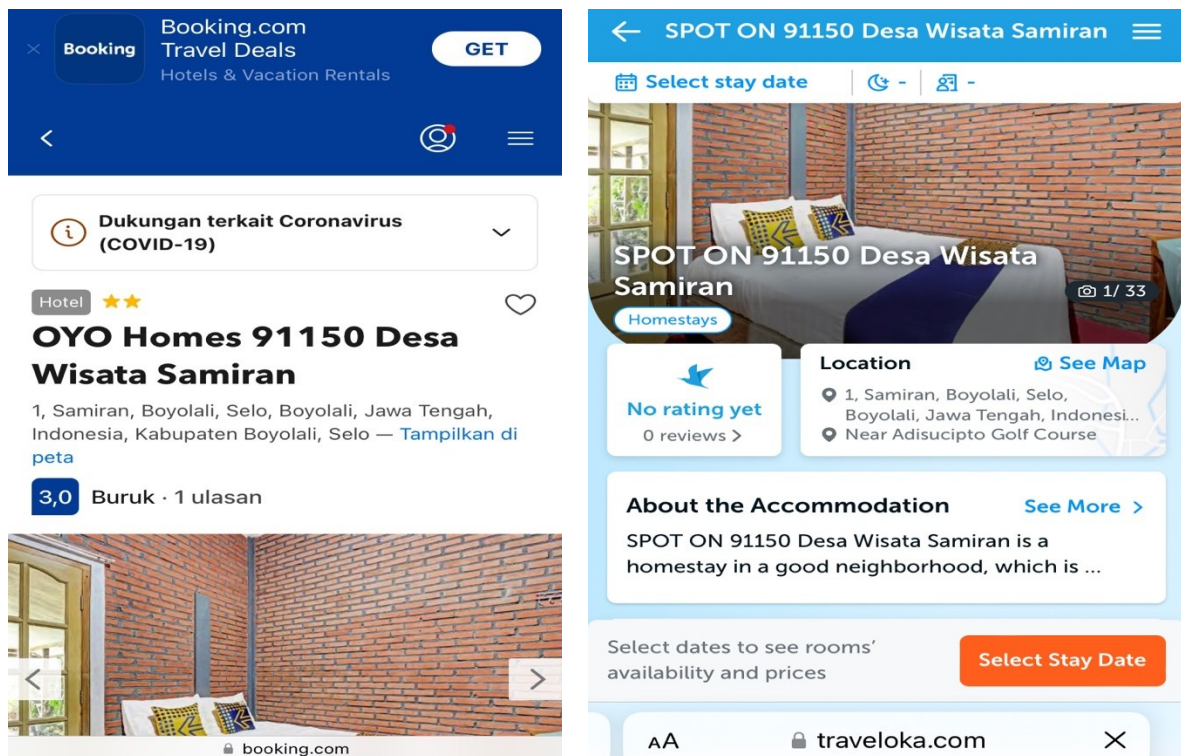 Booking.com
Booking
Travel Deals
GET
Hotels & Vacation Rentals
Dukungan terkait Coronavirus
(COVID-19)
Hotel
OYO Homes 91150 Desa
Wisata Samiran
1, Samiran, Boyolali, Selo, Boyolali, Jawa Tengah,
Indonesia, Kabupaten Boyolali, Selo — Tampilkan di
peta
3,0 Buruk · 1 ulasan
booking.com
SPOT ON 91150 Desa Wisata Samiran
Select stay date - -
SPOT ON 91150 Desa Wisata
Samiran
1/ 33
Homestays
No rating yet
0 reviews >
Location See Map
1, Samiran, Boyolali, Selo,
Boyolali, Jawa Tengah, Indonesi...
Near Adisucipto Golf Course
About the Accommodation See More >
SPOT ON 91150 Desa Wisata Samiran is a
homestay in a good neighborhood, which is ...
Select dates to see rooms'
availability and prices
Select Stay Date
AA traveloka.com